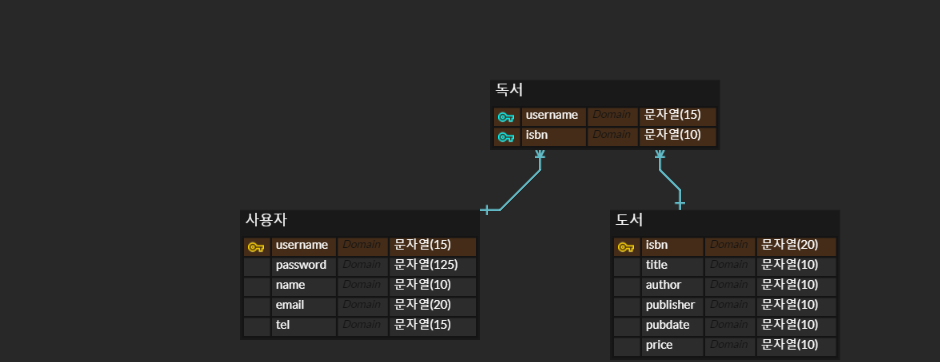 독서
username Domain 문자열(15)
isbn Domain 문자열(10)
사용자
username Domain 문자열(15)
password Domain 문자열(125)
name Domain 문자열(10)
email Domain 문자열(20)
tel Domain 문자열(15)
도서
isbn Domain 문자열(20)
title Domain 문자열(10)
author Domain 문자열(10)
publisher Domain 문자열(10)
pubdate Domain 문자열(10)
price Domain 문자열(10)